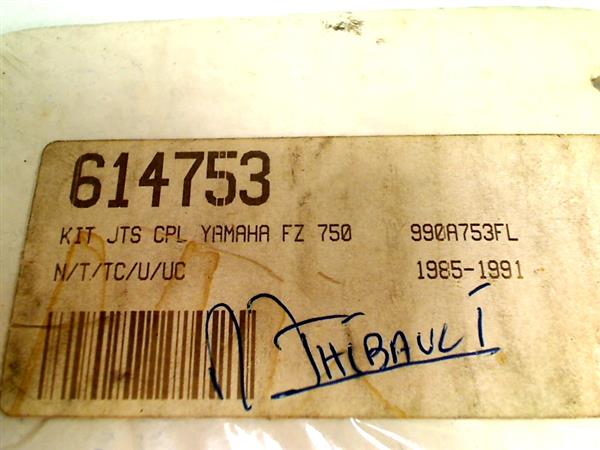 614753
KIT JTS CPL YAMAHA FZ 750 990A753FL
N/T/TC/U/UC 1985-1991
THIBAULT